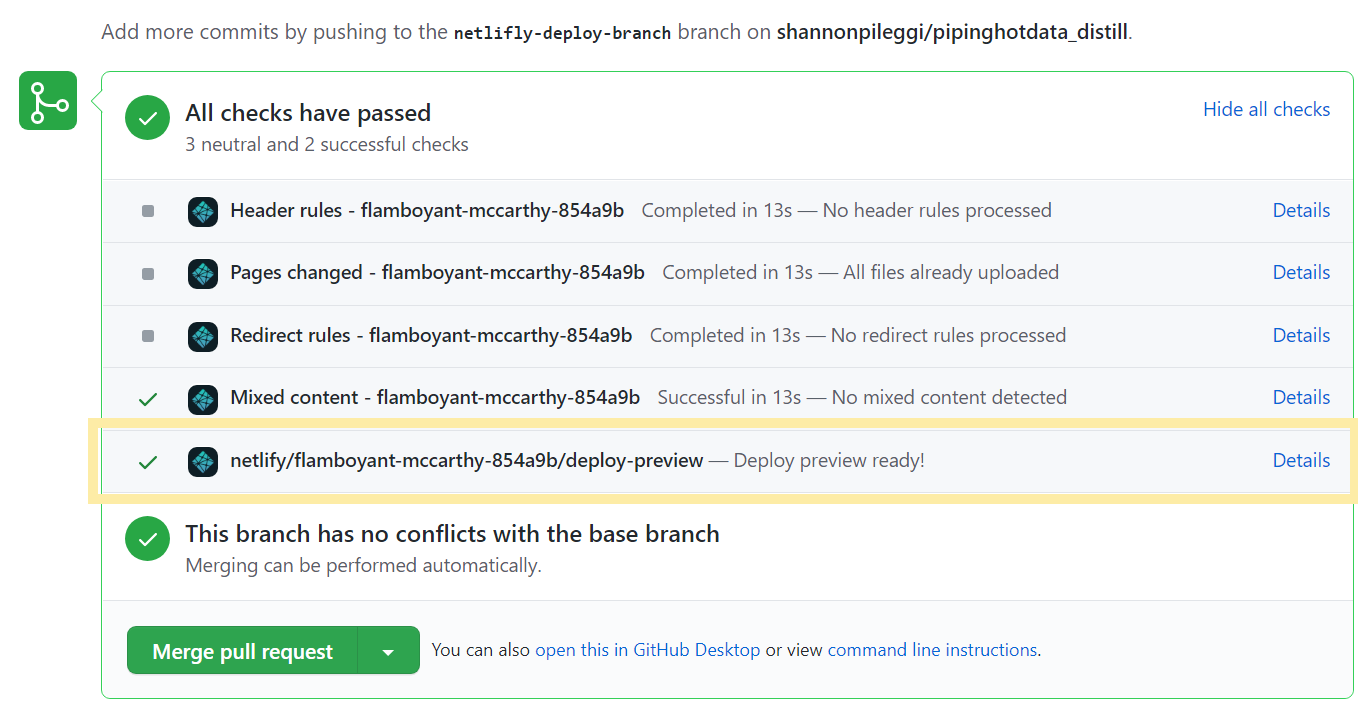 Add more commits by pushing to the netlifly-deploy-branch branch on shannonpileggi/pipinghotdata_distill.
All checks have passed
Hide all checks
3 neutral and 2 successful checks
Header rules - flamboyant-mccarthy-854a9b Completed in 13s — No header rules processed Details
Pages changed - flamboyant-mccarthy-854a9b Completed in 13s — All files already uploaded Details
Redirect rules - flamboyant-mccarthy-854a9b Completed in 13s — No redirect rules processed Details
Mixed content - flamboyant-mccarthy-854a9b Successful in 13s — No mixed content detected Details
netlify/flamboyant-mccarthy-854a9b/deploy-preview — Deploy preview ready! Details
This branch has no conflicts with the base branch
Merging can be performed automatically.
Merge pull request You can also open this in GitHub Desktop or view command line instructions.